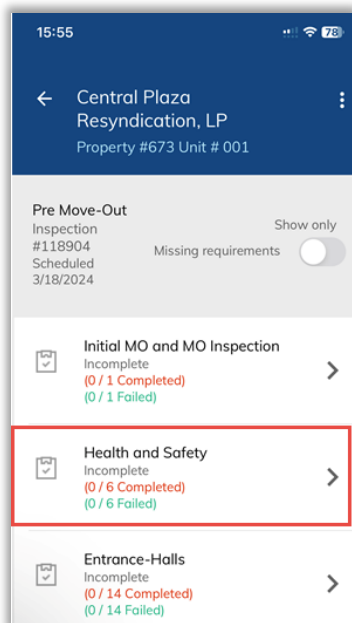 15:55
78
Central Plaza
Resyndication, LP
Property #673 Unit # 001
Pre Move-Out
Inspection
#118904
Scheduled
3/18/2024
Show only
Missing requirements
Initial MO and MO Inspection
Incomplete
(0 / 1 Completed)
(0 / 1 Failed)
Health and Safety
Incomplete
(0 / 6 Completed)
(0 / 6 Failed)
Entrance-Halls
Incomplete
(0 / 14 Completed)
(0 / 14 Failed)